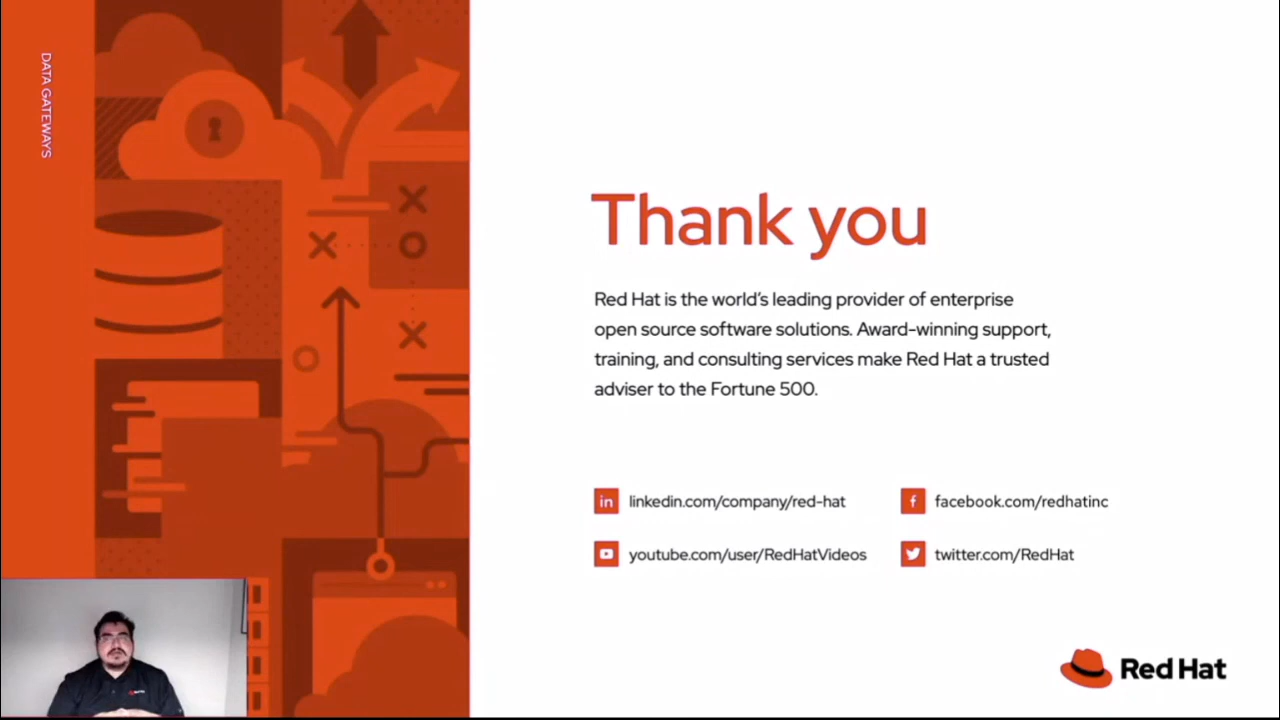 DATA GATEWAYS
Thank you
Red Hat is the world's leading provider of enterprise
open source software solutions. Award-winning support,
training, and consulting services make Red Hat a trusted
adviser to the Fortune 500.
linkedin.com/company/red-hat
facebook.com/redhatinc
youtube.com/user/RedHatVideos
twitter.com/RedHat
Red Hat